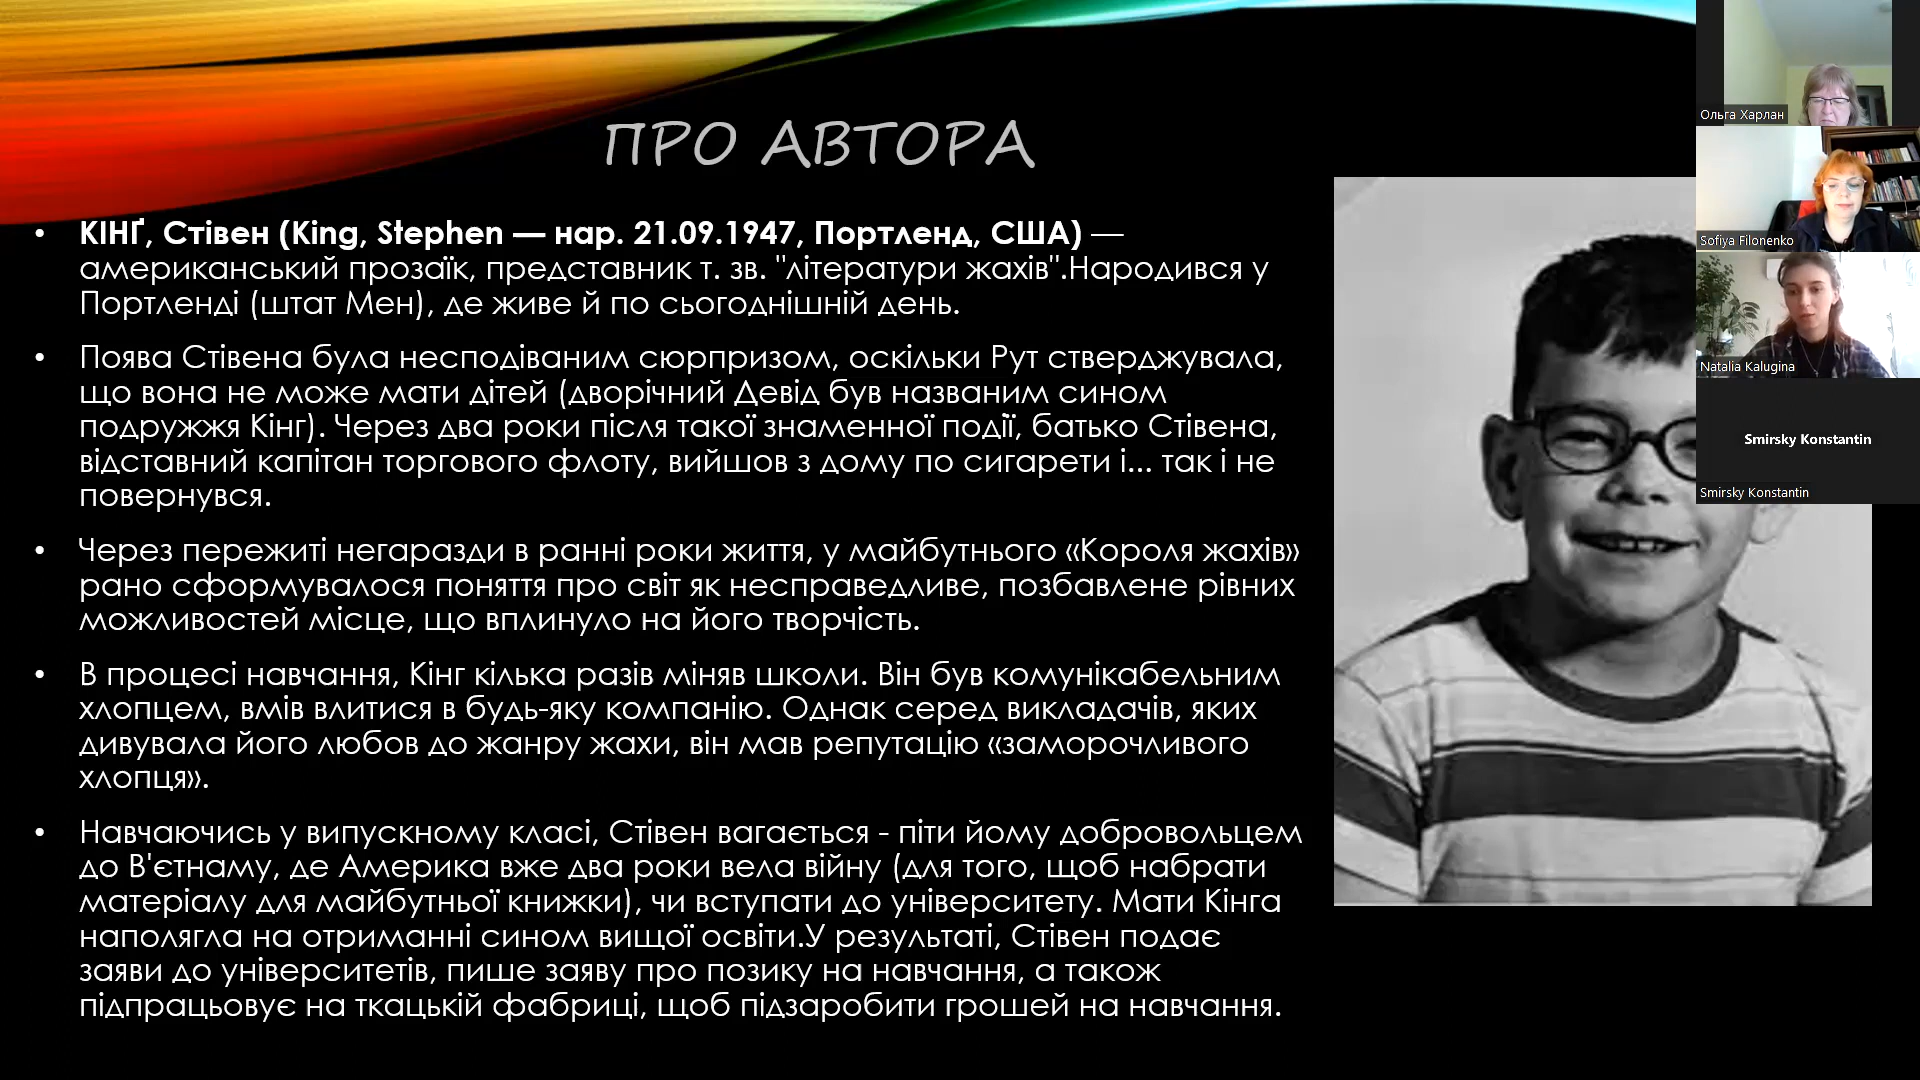 ПРО АВТОРА
• КІНҐ, Стівен (King, Stephen — нар. 21.09.1947, Портленд, США) —
американський прозаїк, представник т. зв. "літератури жахів".Народився у
Портленді (штат Мен), де живе й по сьогоднішній день.
• Поява Стівена була несподіваним сюрпризом, оскільки Рут стверджувала,
що вона не може мати дітей (дворічний Девід був названим сином
подружжя Кінг). Через два роки після такої знаменної події, батько Стівена,
відставний капітан торгового флоту, вийшов з дому по сигарети і... так і не
повернувся.
• Через пережиті негаразди в ранні роки життя, у майбутнього «Короля жахів»
рано сформувалося поняття про світ як несправедливе, позбавлене рівних
можливостей місце, що вплинуло на його творчість.
• В процесі навчання, Кінг кілька разів міняв школи. Він був комунікабельним
хлопцем, вмів влитися в будь-яку компанію. Однак серед викладачів, яких
дивувала його любов до жанру жахи, він мав репутацію «заморочливого
хлопця».
• Навчаючись у випускному класі, Стівен вагається - піти йому добровольцем
до В'єтнаму, де Америка вже два роки вела війну (для того, щоб набрати
матеріалу для майбутньої книжки), чи вступати до університету. Мати Кінга
наполягла на отриманні сином вищої освіти.У результаті, Стівен подає
заяви до університетів, пише заяву про позику на навчання, а також
підпрацьовує на ткацькій фабриці, щоб підзаробити грошей на навчання.
Ольга Харлан
Sofiya Filonenko
Natalia Kalugina
Smirsky Konstantin
Smirsky Konstantin